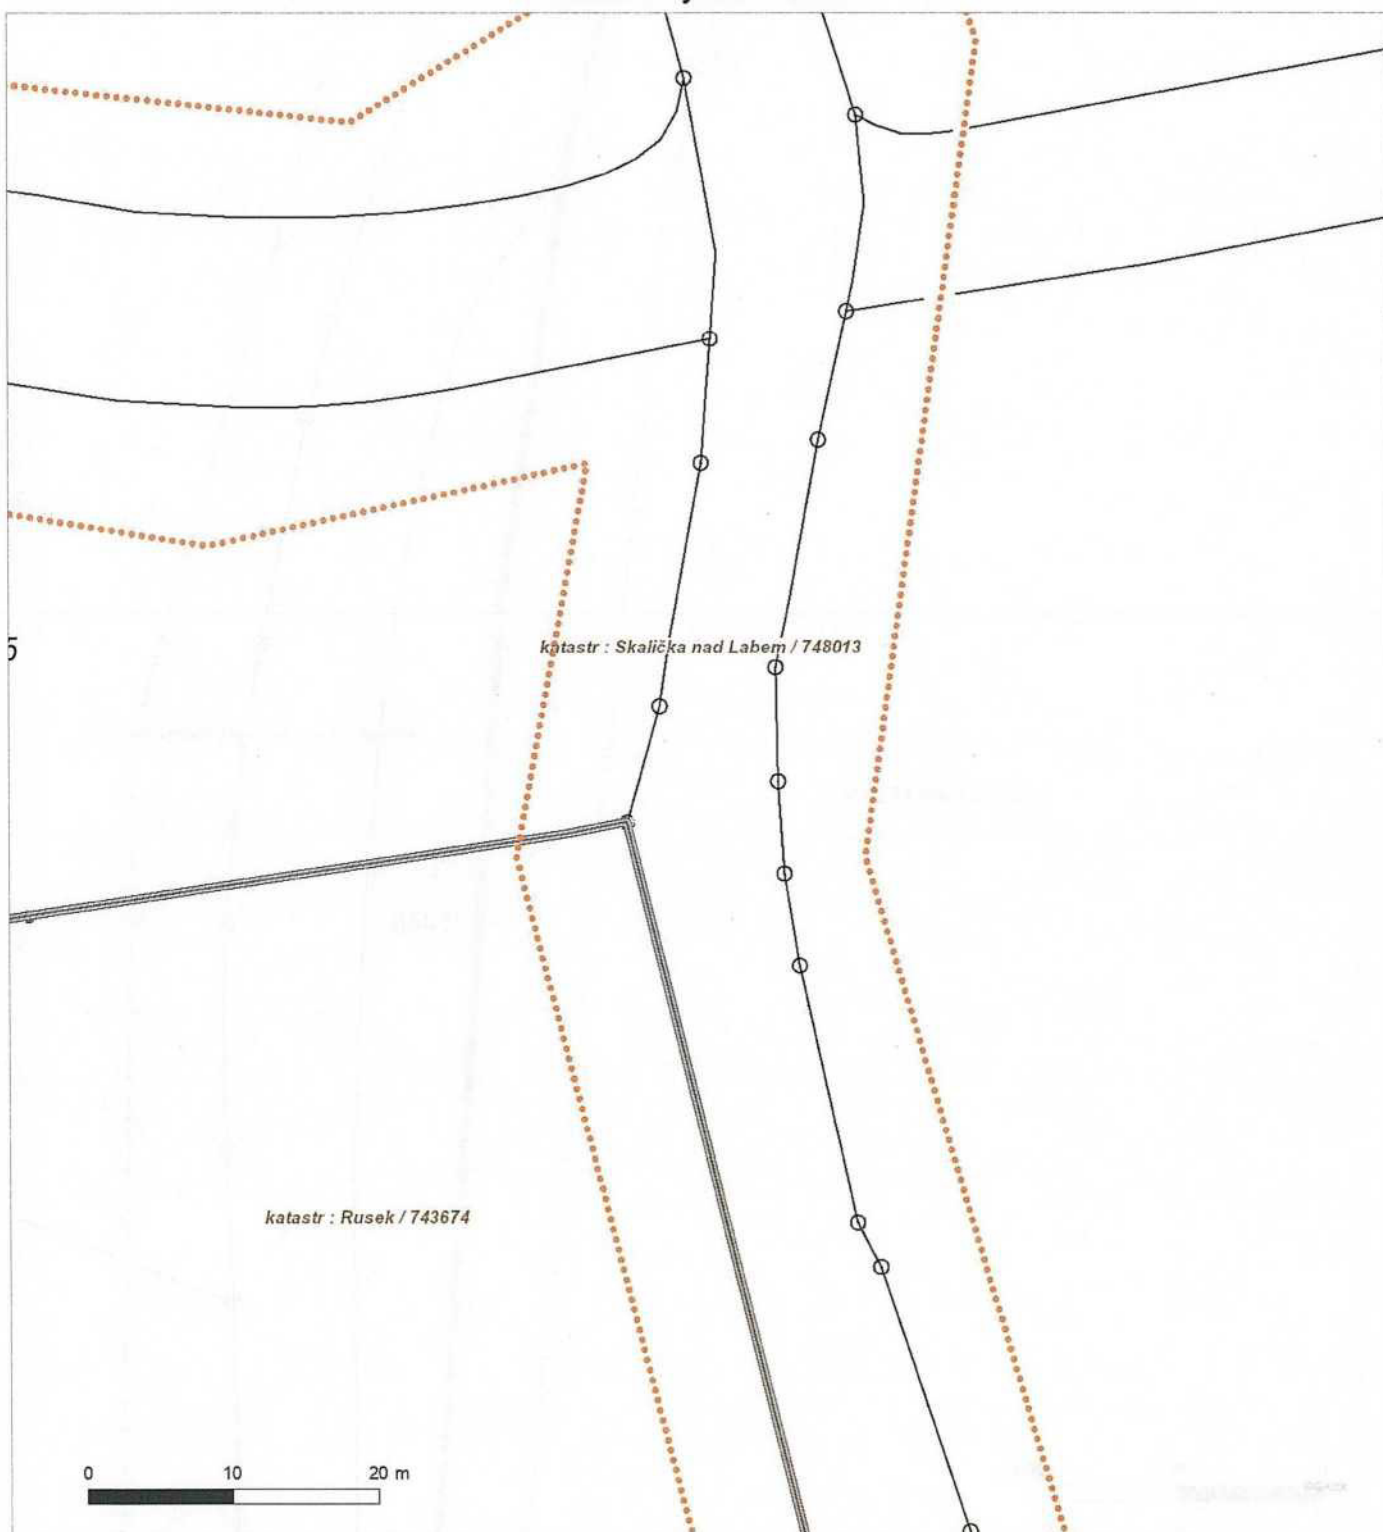 5
katastr : Skalička nad Labem / 748013
katastr : Rusek / 743674
0 10 20 m